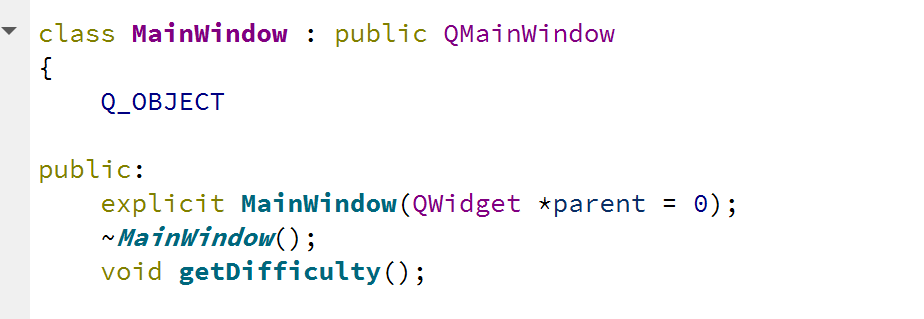 class MainWindow : public QMainWindow
{
    Q_OBJECT

public:
    explicit MainWindow(QWidget *parent = 0);
    ~MainWindow();
    void getDifficulty();